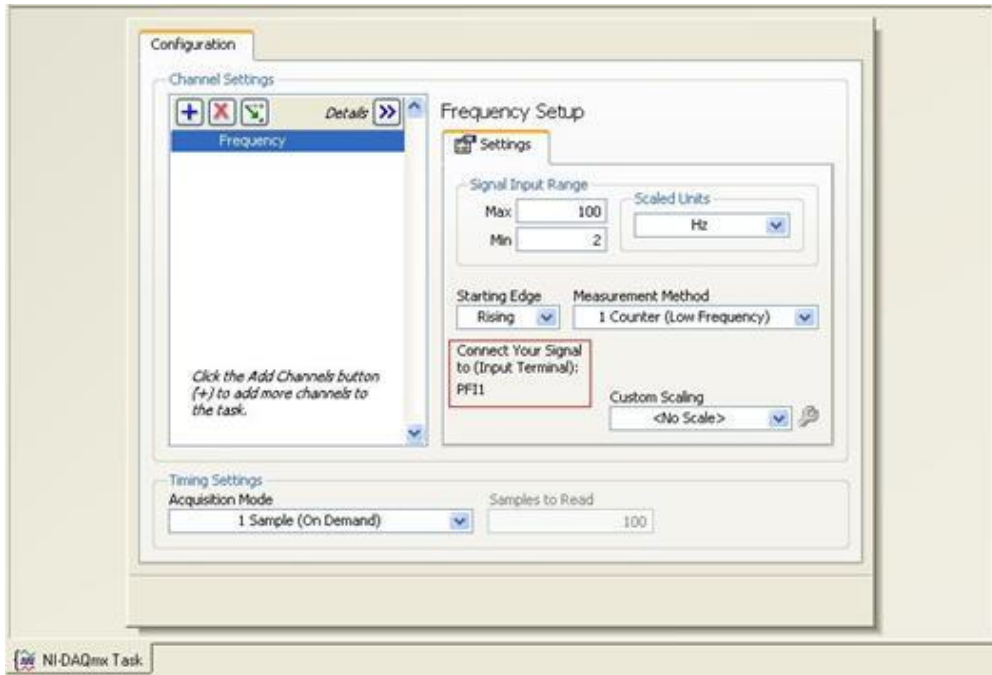 Configuration
Channel Settings
Details
Frequency
Click the Add Channels button
(+) to add more channels to
the task.
Frequency Setup
Settings
Signal Input Range
Max 100
Min 2
Scaled Units
Hz
Starting Edge
Rising
Measurement Method
1 Counter (Low Frequency)
Connect Your Signal
to (Input Terminal):
PFI1
Custom Scaling
<No Scale>
Timing Settings
Acquisition Mode
1 Sample (On Demand)
Samples to Read
100
NI-DAQmx Task